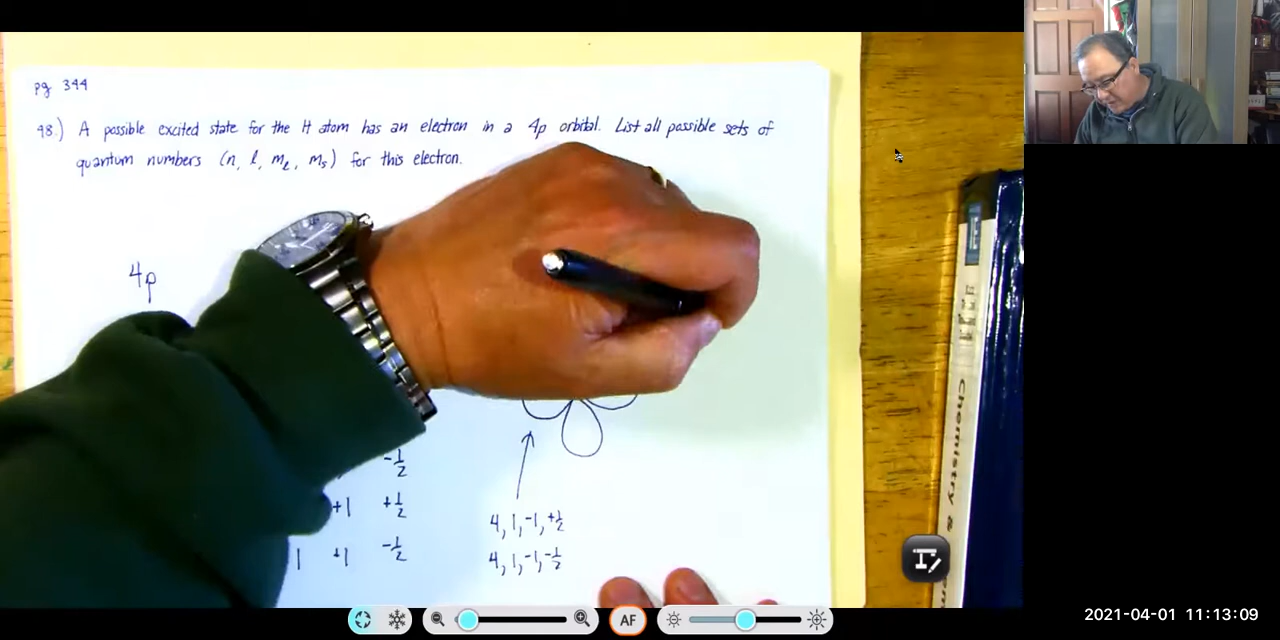 pg 344
98.) A possible excited state for the H atom has an electron in a 4p orbital. List all possible sets of
quantum numbers (n, l, mℓ, ms) for this electron.
4p
-1/2
+1 +1/2
1 +1 -1/2
4, 1, -1, +1/2
4, 1, -1, -1/2
Chemistry &
AF
2021-04-01 11:13:09